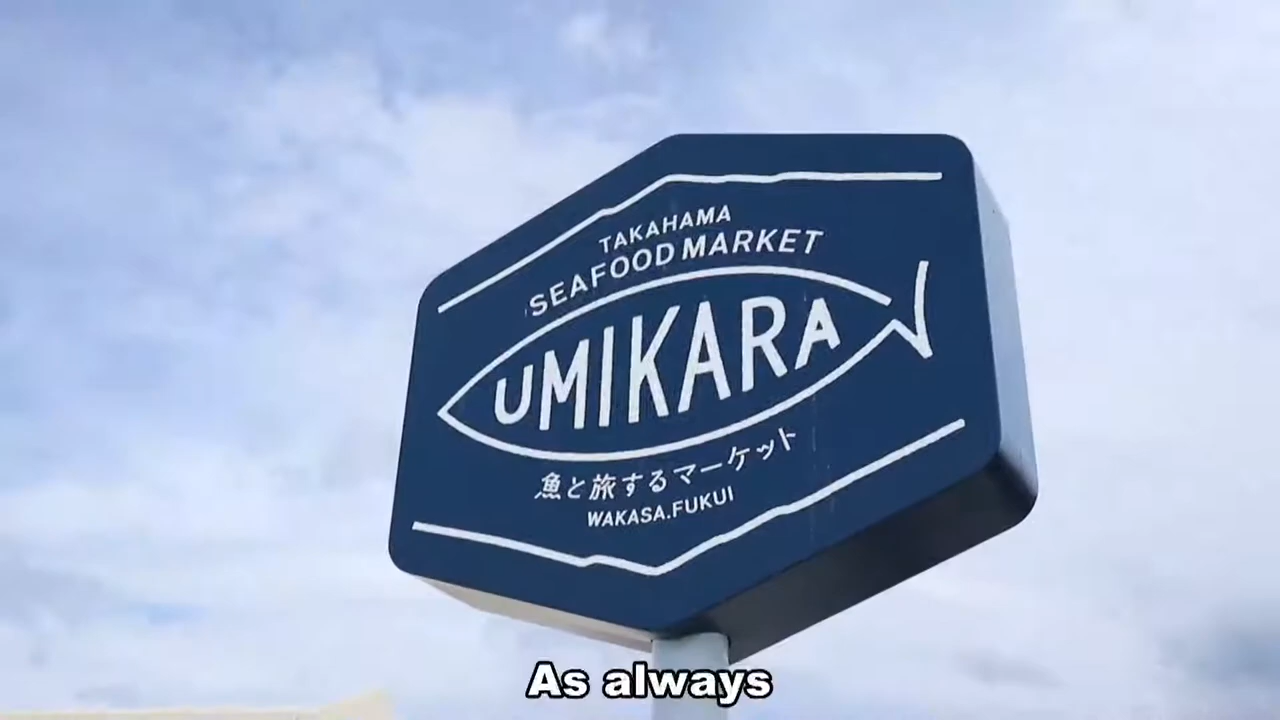 TAKAHAMA
SEAFOOD MARKET
UMIKARA
魚と旅するマーケット
WAKASA.FUKUI
As always